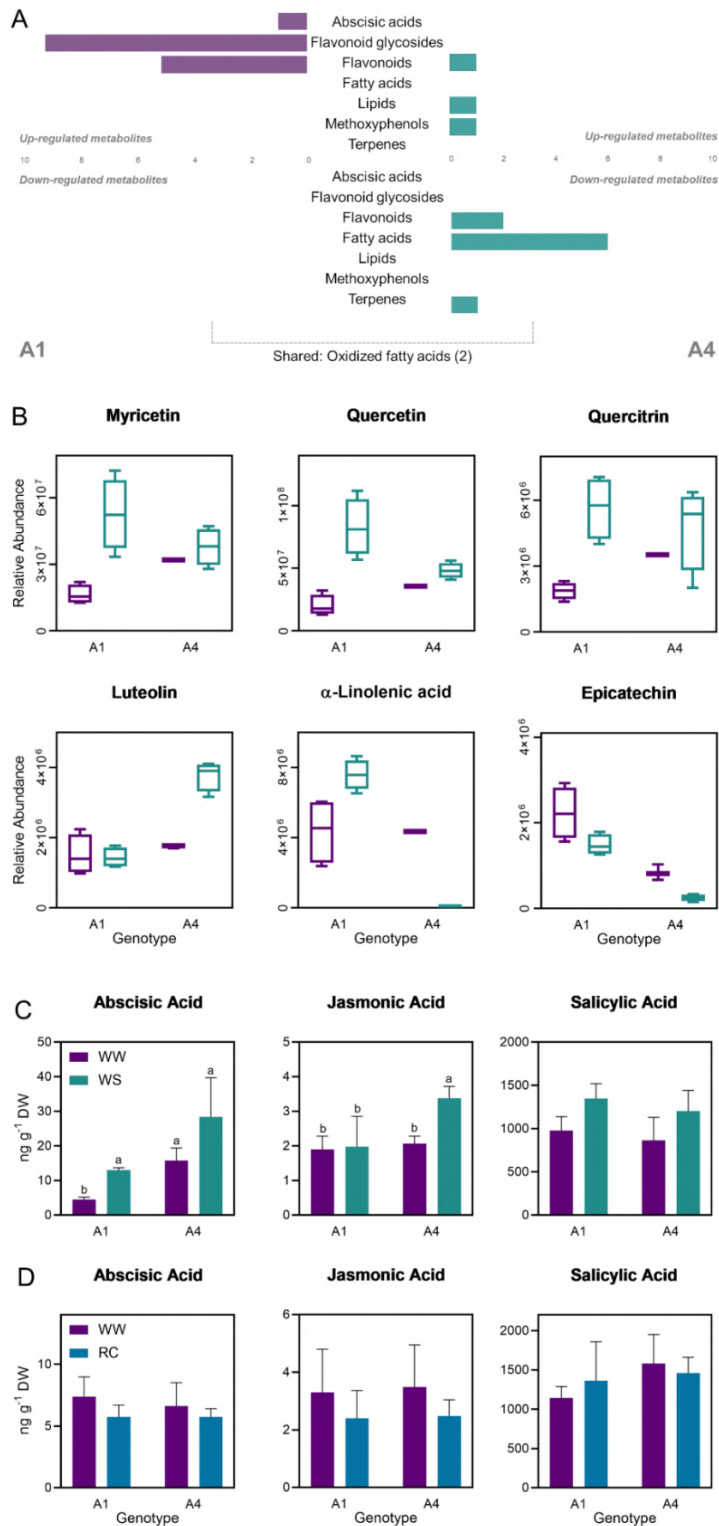 A
Abscisic acids
Flavonoid glycosides
Flavonoids
Fatty acids
Lipids
Methoxyphenols
Terpenes
Up-regulated metabolites
Up-regulated metabolites
10 8 6 4 2 0
0 2 4 6 8 10
Down-regulated metabolites
Down-regulated metabolites
Abscisic acids
Flavonoid glycosides
Flavonoids
Fatty acids
Lipids
Methoxyphenols
Terpenes
A1
A4
Shared: Oxidized fatty acids (2)
B
Myricetin
Quercetin
Quercitrin
Relative Abundance
6×10⁷
3×10⁷
0
A1 A4
1×10⁸
5×10⁷
0
A1 A4
6×10⁶
3×10⁶
0
A1 A4
Luteolin
α-Linolenic acid
Epicatechin
Relative Abundance
4×10⁶
2×10⁶
0
A1 A4
Genotype
8×10⁶
4×10⁶
0
A1 A4
Genotype
4×10⁶
2×10⁶
0
A1 A4
Genotype
C
Abscisic Acid
Jasmonic Acid
Salicylic Acid
ng g⁻¹ DW
50
40
30
20
10
0
WW
WS
b a a a
A1 A4
5
4
3
2
1
0
b b b a
A1 A4
2000
1500
1000
500
0
A1 A4
D
Abscisic Acid
Jasmonic Acid
Salicylic Acid
ng g⁻¹ DW
10
5
0
WW
RC
A1 A4
Genotype
6
4
2
0
A1 A4
Genotype
2000
1500
1000
500
0
A1 A4
Genotype